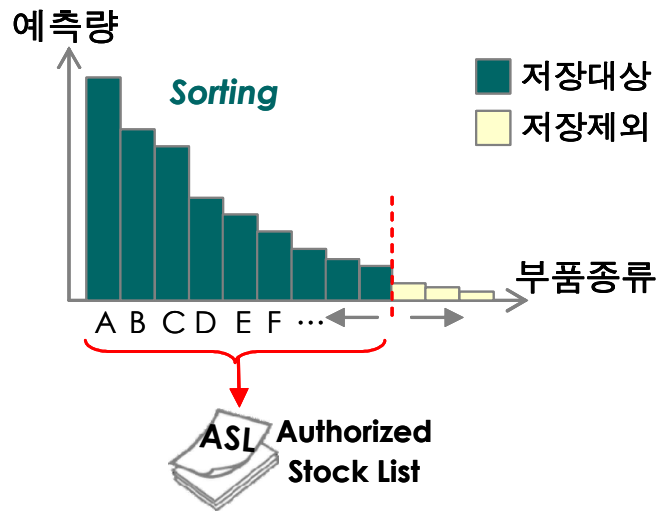 예측량
Sorting
저장대상
저장제외
부품종류
A B C D E F ···
ASL
Authorized
Stock List